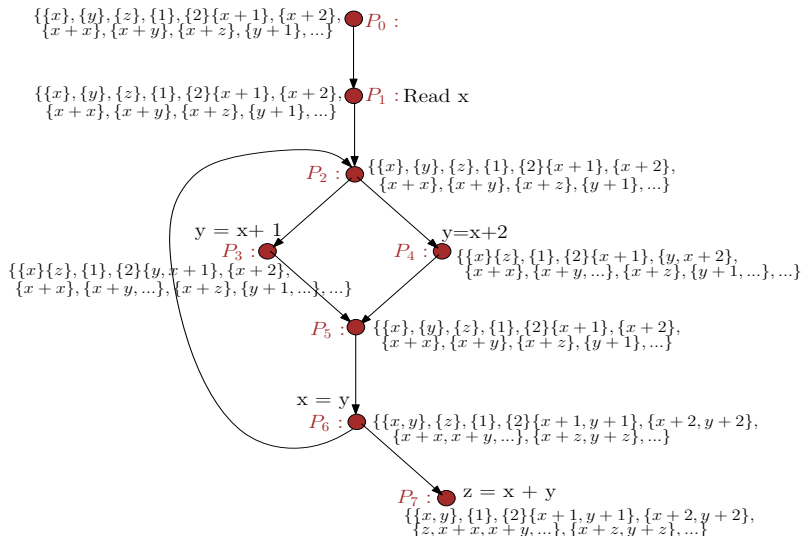 {{x}, {y}, {z}, {1}, {2}{x + 1}, {x + 2},
{x + x}, {x + y}, {x + z}, {y + 1}, ...}
P0 :
{{x}, {y}, {z}, {1}, {2}{x + 1}, {x + 2},
{x + x}, {x + y}, {x + z}, {y + 1}, ...}
P1 : Read x
P2 :
{{x}, {y}, {z}, {1}, {2}{x + 1}, {x + 2},
{x + x}, {x + y}, {x + z}, {y + 1}, ...}
y = x+ 1
P3 :
{{x}{z}, {1}, {2}{y, x + 1}, {x + 2},
{x + x}, {x + y, ...}, {x + z}, {y + 1, ...}, ...}
y=x+2
P4 :
{{x}{z}, {1}, {2}{x + 1}, {y, x + 2},
{x + x}, {x + y, ...}, {x + z}, {y + 1, ...}, ...}
P5 :
{{x}, {y}, {z}, {1}, {2}{x + 1}, {x + 2},
{x + x}, {x + y}, {x + z}, {y + 1}, ...}
x = y
P6 :
{{x, y}, {z}, {1}, {2}{x + 1, y + 1}, {x + 2, y + 2},
{x + x, x + y, ...}, {x + z, y + z}, ...}
z = x + y
P7 :
{{x, y}, {1}, {2}{x + 1, y + 1}, {x + 2, y + 2},
{z, x + x, x + y, ...}, {x + z, y + z}, ...}